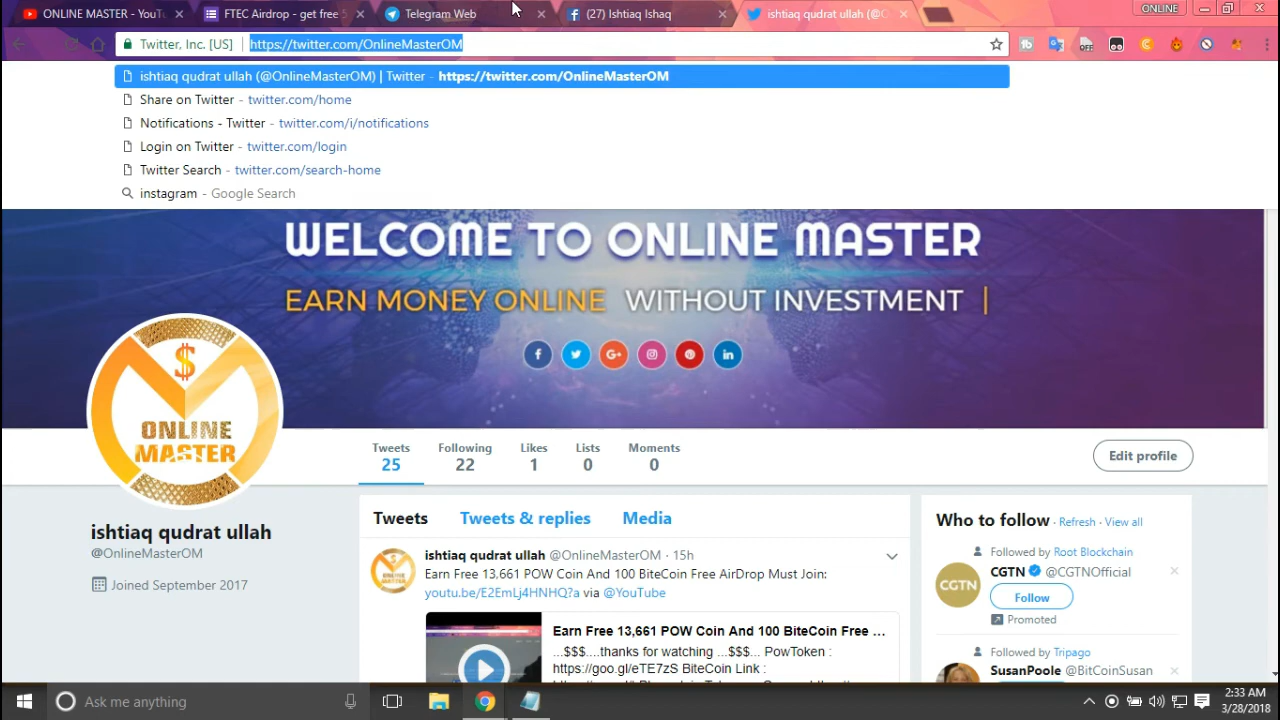 ONLINE MASTER - YouTu
FTEC Airdrop - get free 5
Telegram Web
(27) Ishtiaq Ishaq
ishtiaq qudrat ullah (@O
ONLINE
Twitter, Inc. [US]
https://twitter.com/OnlineMasterOM
ishtiaq qudrat ullah (@OnlineMasterOM) | Twitter - https://twitter.com/OnlineMasterOM
Share on Twitter - twitter.com/home
Notifications - Twitter - twitter.com/i/notifications
Login on Twitter - twitter.com/login
Twitter Search - twitter.com/search-home
instagram - Google Search
WELCOME TO ONLINE MASTER
EARN MONEY ONLINE WITHOUT INVESTMENT |
$
ONLINE
MASTER
Tweets Following Likes Lists Moments
25 22 1 0 0
Edit profile
ishtiaq qudrat ullah
@OnlineMasterOM
Joined September 2017
Tweets Tweets & replies Media
ishtiaq qudrat ullah @OnlineMasterOM · 15h
Earn Free 13,661 POW Coin And 100 BiteCoin Free AirDrop Must Join:
youtu.be/E2EmLj4HNHQ?a via @YouTube
Earn Free 13,661 POW Coin And 100 BiteCoin Free ...
...$$$....thanks for watching ...$$$... PowToken :
https://goo.gl/eTE7zS BiteCoin Link :
Who to follow · Refresh · View all
Followed by Root Blockchain
CGTN @CGTNOfficial
CGTN
Follow
Promoted
Followed by Tripago
SusanPoole @BitCoinSusan
Ask me anything
2:33 AM
3/28/2018